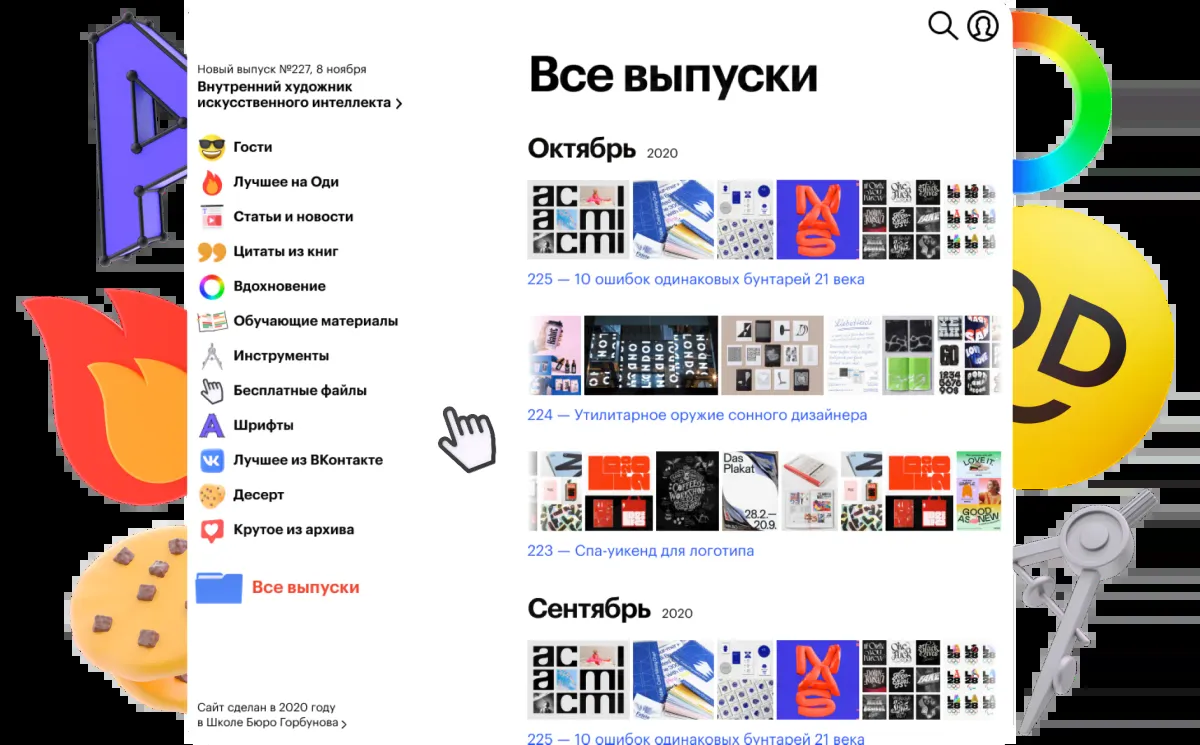 Новый выпуск №227, 8 ноября
Внутренний художник
искусственного интеллекта
Гости
Лучшее на Оди
Статьи и новости
Цитаты из книг
Вдохновение
Обучающие материалы
Инструменты
Бесплатные файлы
Шрифты
Лучшее из ВКонтакте
Десерт
Крутое из архива
Все выпуски
Сайт сделан в 2020 году
в Школе Бюро Горбунова
Все выпуски
Октябрь 2020
225 — 10 ошибок одинаковых бунтарей 21 века
224 — Утилитарное оружие сонного дизайнера
Das
Plakat
28.2.—
20.9.
LOVE IT.
GOOD
AS NEW
223 — Спа-уикенд для логотипа
Сентябрь 2020
225 — 10 ошибок одинаковых бунтарей 21 века